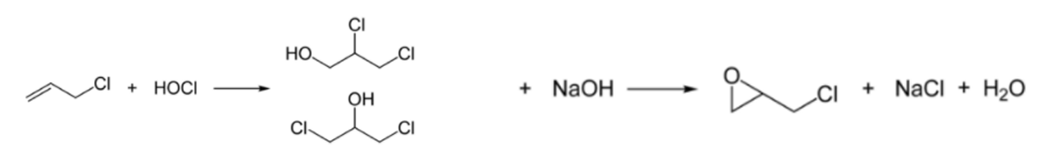 Cl
HO
Cl
Cl + HOCl
OH
Cl
Cl
+ NaOH
O
Cl
+ NaCl + H₂O